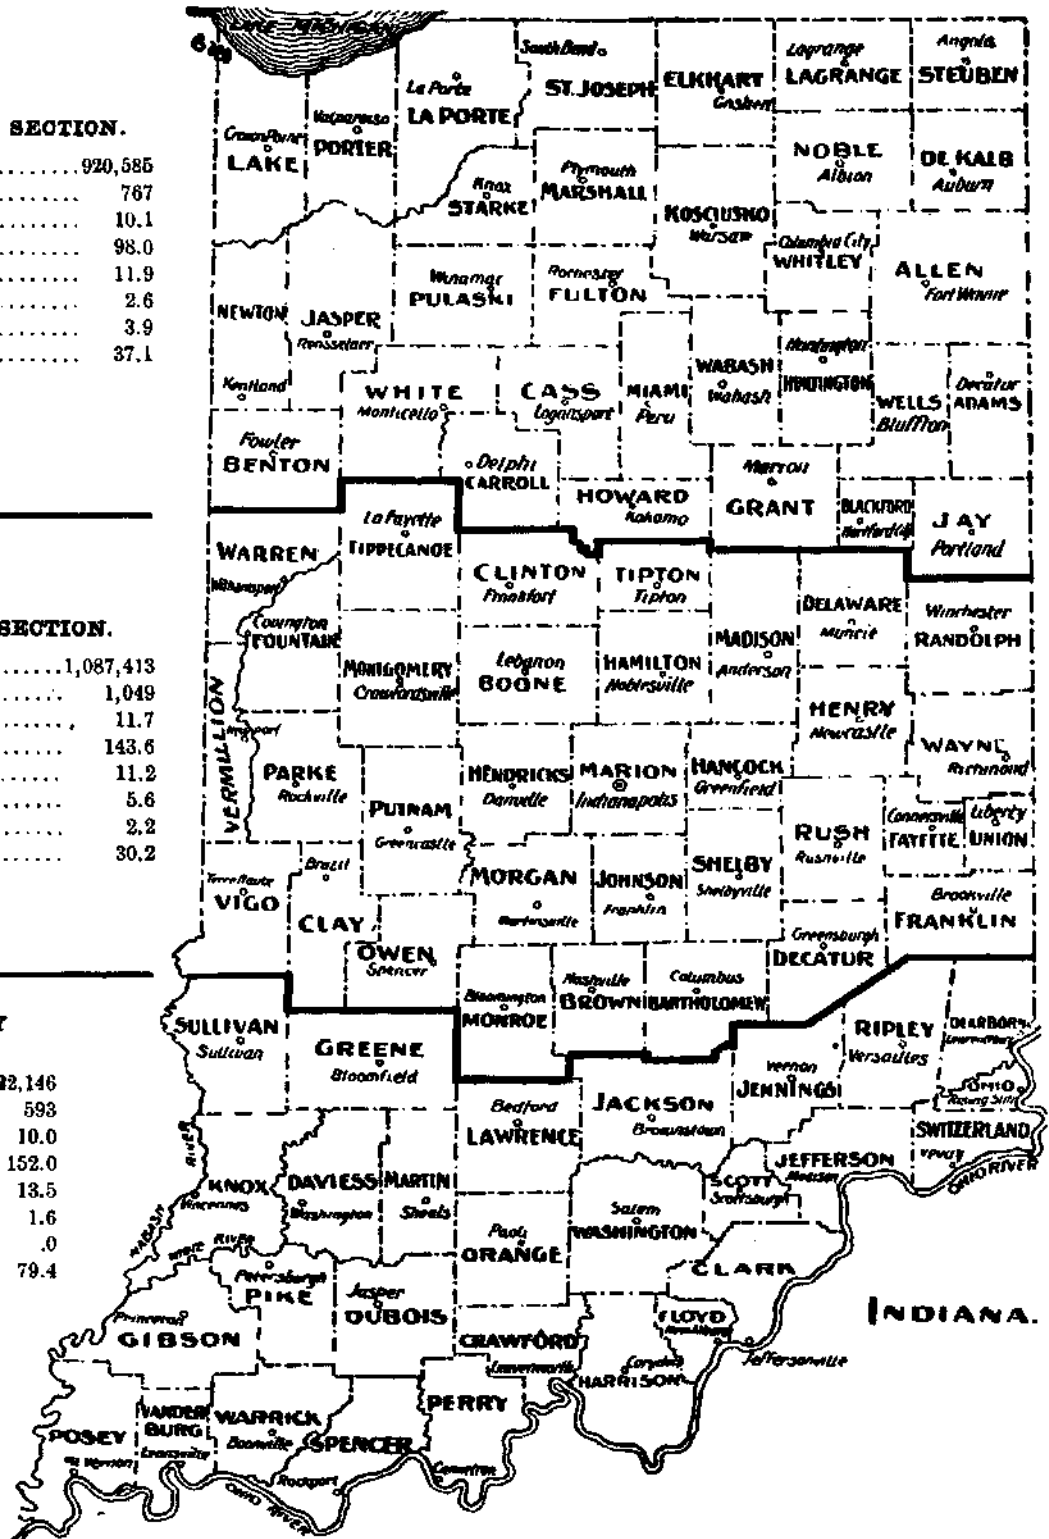 SECTION.
920,585
767
10.1
98.0
11.9
2.6
3.9
37.1
SECTION.
1,087,413
1,049
11.7
143.6
11.2
5.6
2.2
30.2
Y
2,146
593
10.0
152.0
13.5
1.6
.0
79.4
LAKE MICHIGAN
South Bend
Lagrange
Angola
La Porte
ST. JOSEPH
ELKHART
LAGRANGE
STEUBEN
Goshen
LA PORTE
Valparaiso
PORTER
Crown Point
LAKE
NOBLE
Albion
DE KALB
Auburn
Plymouth
MARSHALL
Knox
STARKE
KOSCIUSKO
Warsaw
Columbia City
WHITLEY
ALLEN
Fort Wayne
Winamac
PULASKI
Rochester
FULTON
NEWTON
JASPER
Rensselaer
Kentland
WHITE
Monticello
CASS
Logansport
MIAMI
Peru
WABASH
Wabash
Huntington
HUNTINGTON
WELLS
Bluffton
Decatur
ADAMS
Fowler
BENTON
Delphi
CARROLL
HOWARD
Kokomo
Marion
GRANT
BLACKFORD
Hartford City
JAY
Portland
WARREN
Williamsport
La Fayette
TIPPECANOE
CLINTON
Frankfort
TIPTON
Tipton
DELAWARE
Muncie
Winchester
RANDOLPH
Covington
FOUNTAIN
MONTGOMERY
Crawfordsville
Lebanon
BOONE
HAMILTON
Noblesville
MADISON
Anderson
HENRY
Newcastle
WAYNE
Richmond
VERMILLION
Newport
PARKE
Rockville
PUTNAM
Greencastle
HENDRICKS
Danville
MARION
Indianapolis
HANCOCK
Greenfield
RUSH
Rushville
Connersville
FAYETTE
Liberty
UNION
Terre Haute
VIGO
Brazil
CLAY
OWEN
Spencer
MORGAN
Martinsville
JOHNSON
Franklin
SHELBY
Shelbyville
Brookville
FRANKLIN
Greensburgh
DECATUR
Bloomington
MONROE
Nashville
BROWN
Columbus
BARTHOLOMEW
SULLIVAN
Sullivan
GREENE
Bloomfield
RIPLEY
Versailles
DEARBORN
Lawrenceburg
Vernon
JENNINGS
OHIO
Rising Sun
Bedford
LAWRENCE
JACKSON
Brownstown
SWITZERLAND
Vevay
JEFFERSON
Madison
OHIO RIVER
WABASH RIVER
KNOX
Vincennes
DAVIESS
Washington
MARTIN
Shoals
SCOTT
Scottsburgh
Salem
WASHINGTON
Paoli
ORANGE
CLARK
WHITE RIVER
Petersburgh
PIKE
Jasper
DUBOIS
Princeton
GIBSON
CRAWFORD
Leavenworth
FLOYD
New Albany
Jeffersonville
INDIANA.
Corydon
HARRISON
PERRY
Cannelton
POSEY
Mt Vernon
VANDERBURG
Evansville
WARRICK
Boonville
SPENCER
Rockport
OHIO RIVER